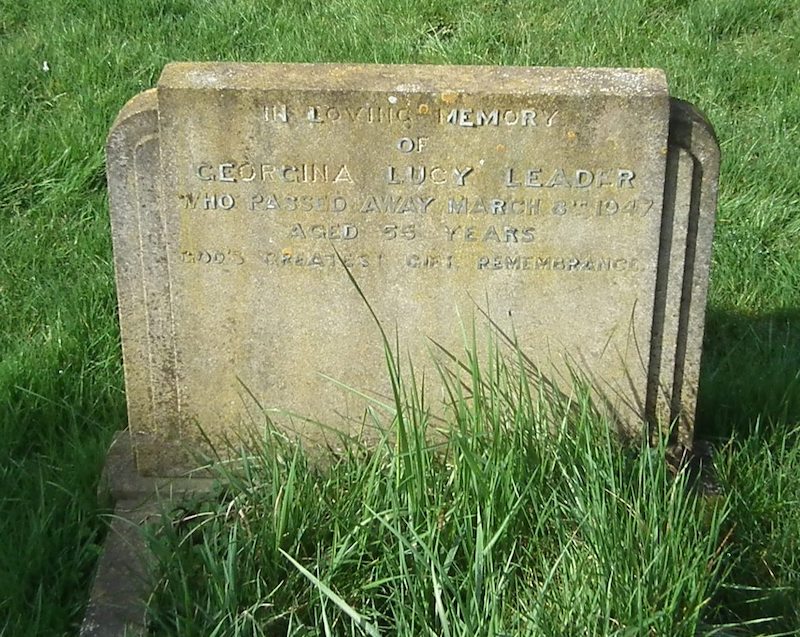 IN LOVING MEMORY
OF
GEORGINA LUCY LEADER
WHO PASSED AWAY MARCH 8TH 1947
AGED 55 YEARS
GOD'S GREATEST GIFT, REMEMBRANCE.